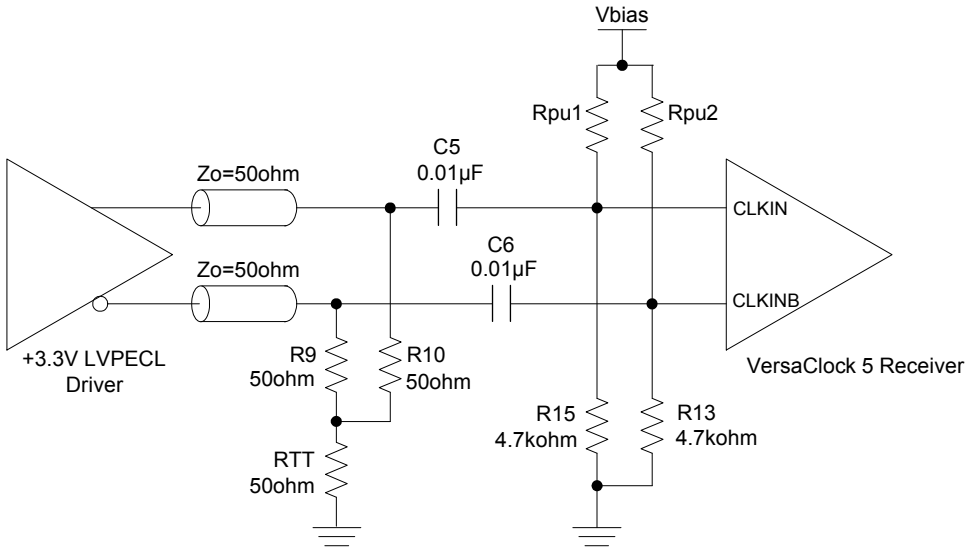 Vbias
Rpu1
Rpu2
C5
0.01µF
Zo=50ohm
CLKIN
C6
0.01µF
Zo=50ohm
CLKINB
+3.3V LVPECL
Driver
R9
50ohm
R10
50ohm
VersaClock 5 Receiver
R15
4.7kohm
R13
4.7kohm
RTT
50ohm